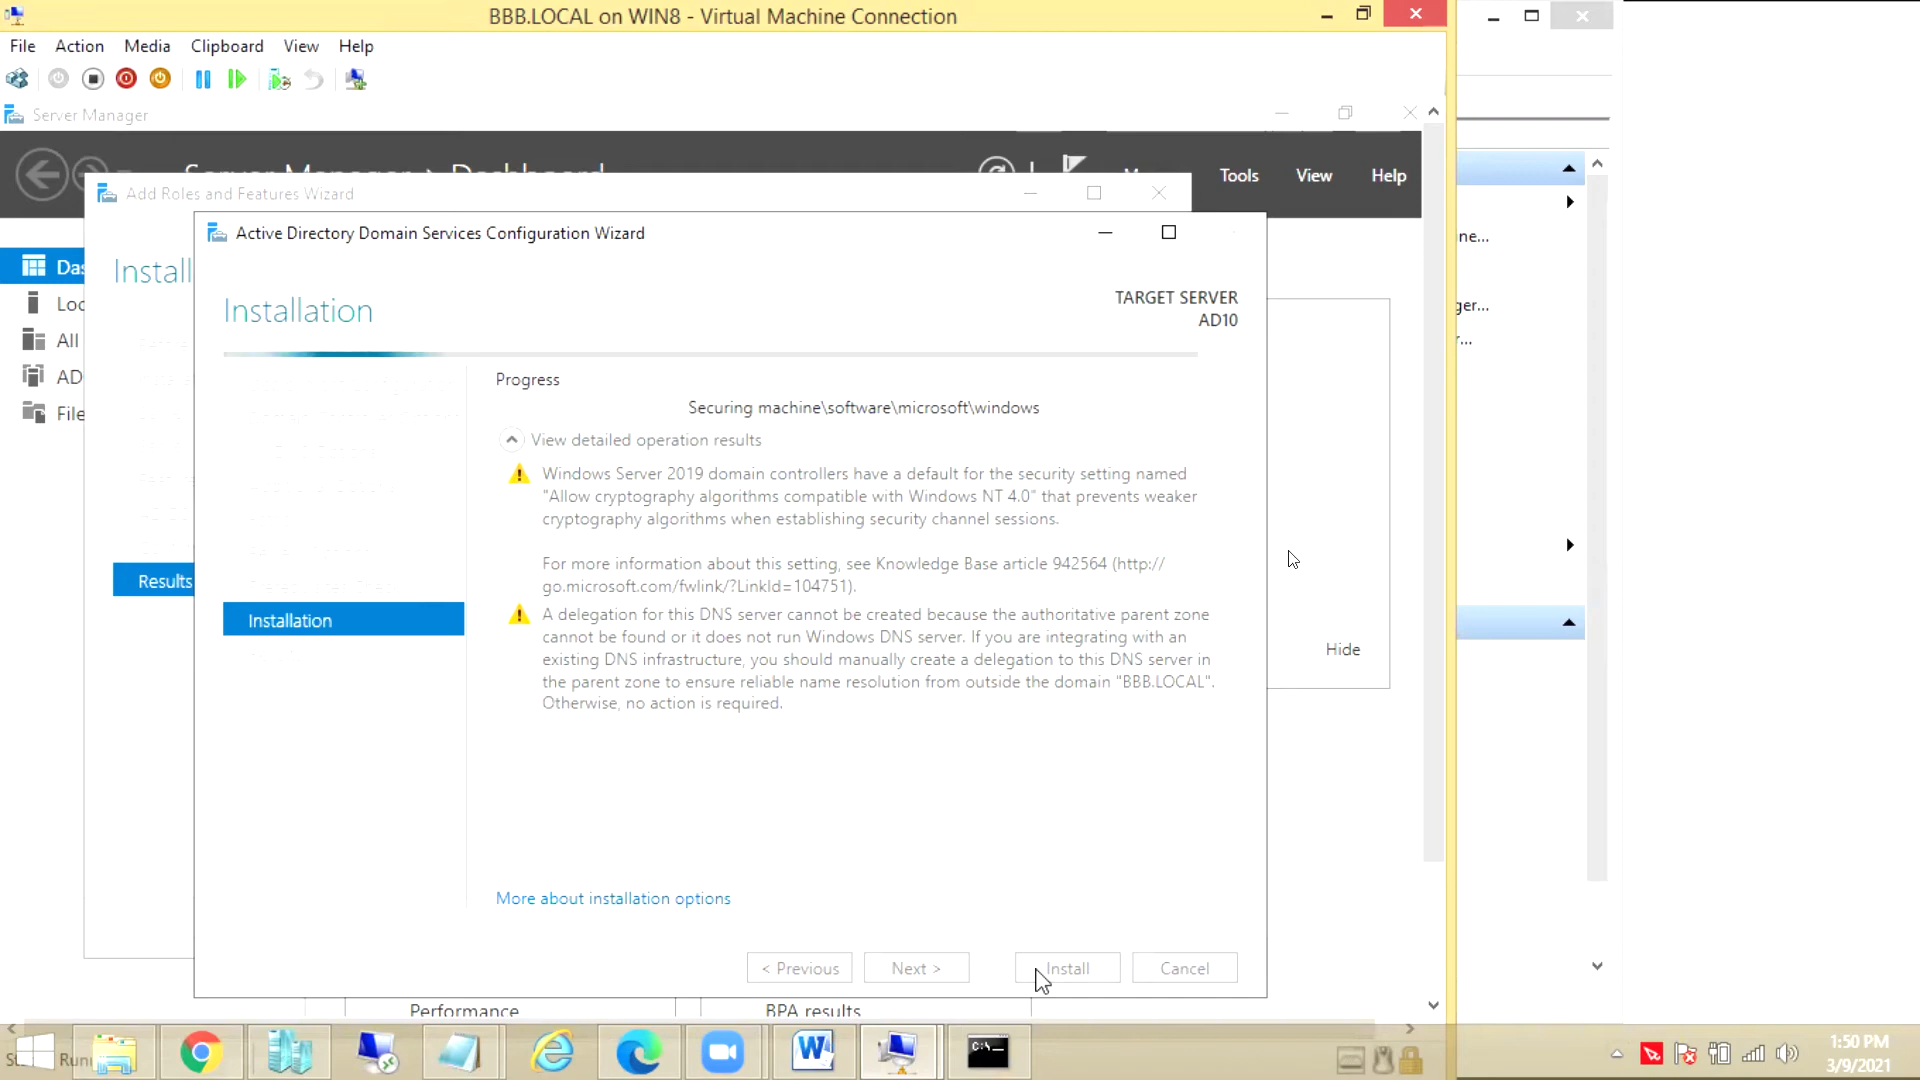 BBB.LOCAL on WIN8 - Virtual Machine Connection
File Action Media Clipboard View Help
Server Manager
Server Manager Dashboard
Tools View Help
Add Roles and Features Wizard
Active Directory Domain Services Configuration Wizard
ne...
Das
Install
Loc
ger...
Installation
TARGET SERVER
AD10
All
r...
AD
Progress
File
Securing machine\software\microsoft\windows
View detailed operation results
Windows Server 2019 domain controllers have a default for the security setting named
"Allow cryptography algorithms compatible with Windows NT 4.0" that prevents weaker
cryptography algorithms when establishing security channel sessions.
For more information about this setting, see Knowledge Base article 942564 (http://
go.microsoft.com/fwlink/?LinkId=104751).
Results
A delegation for this DNS server cannot be created because the authoritative parent zone
cannot be found or it does not run Windows DNS server. If you are integrating with an
existing DNS infrastructure, you should manually create a delegation to this DNS server in
the parent zone to ensure reliable name resolution from outside the domain "BBB.LOCAL".
Otherwise, no action is required.
Installation
Hide
More about installation options
< Previous Next > Install Cancel
Performance BPA results
C:\
1:50 PM
3/9/2021